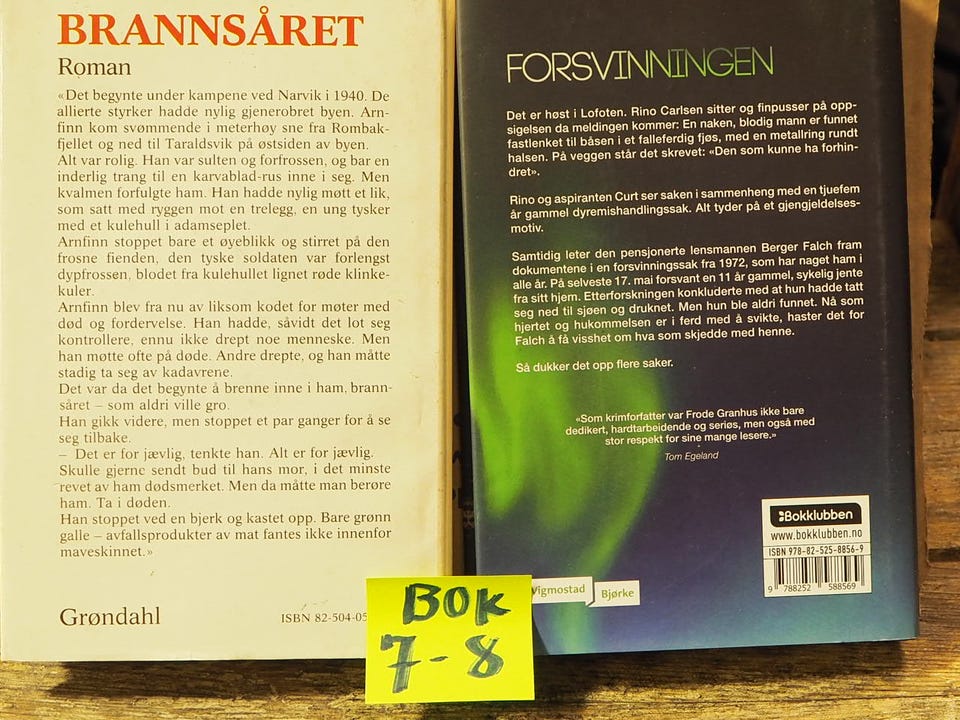 BRANNSÅRET
Roman
«Det begynte under kampene ved Narvik i 1940. De
allierte styrker hadde nylig gjenerobret byen. Arn-
finn kom svømmende i meterhøy sne fra Rombak-
fjellet og ned til Taraldsvik på østsiden av byen.
Alt var rolig. Han var sulten og forfrossen, og bar en
inderlig trang til en karvablad-rus inne i seg. Men
kvalmen forfulgte ham. Han hadde nylig møtt et lik,
som satt med ryggen mot en trelegg, en ung tysker
med et kulehull i adamseplet.
Arnfinn stoppet bare et øyeblikk og stirret på den
frosne fienden, den tyske soldaten var forlengst
dypfrossen, blodet fra kulehullet lignet røde klinke-
kuler.
Arnfinn blev fra nu av liksom kodet for møter med
død og fordervelse. Han hadde, såvidt det lot seg
kontrollere, ennu ikke drept noe menneske. Men
han møtte ofte på døde. Andre drepte, og han måtte
stadig ta seg av kadavrene.
Det var da det begynte å brenne inne i ham, brann-
såret – som aldri ville gro.
Han gikk videre, men stoppet et par ganger for å se
seg tilbake.
– Det er for jævlig, tenkte han. Alt er for jævlig.
Skulle gjerne sendt bud til hans mor, i det minste
revet av ham dødsmerket. Men da måtte man berøre
ham. Ta i døden.
Han stoppet ved en bjerk og kastet opp. Bare grønn
galle – avfallsprodukter av mat fantes ikke innenfor
maveskinnet.»
Grøndahl
ISBN 82-504-05
FORSVINNINGEN
Det er høst i Lofoten. Rino Carlsen sitter og finpusser på opp-
sigelsen da meldingen kommer: En naken, blodig mann er funnet
fastlenket til båsen i et falleferdig fjøs, med en metallring rundt
halsen. På veggen står det skrevet: «Den som kunne ha forhin-
dret».
Rino og aspiranten Curt ser saken i sammenheng med en tjuefem
år gammel dyremishandlingssak. Alt tyder på et gjengjeldelses-
motiv.
Samtidig leter den pensjonerte lensmannen Berger Falch fram
dokumentene i en forsvinningssak fra 1972, som har naget ham i
alle år. På selveste 17. mai forsvant en 11 år gammel, sykelig jente
fra sitt hjem. Etterforskningen konkluderte med at hun hadde tatt
seg ned til sjøen og druknet. Men hun ble aldri funnet. Nå som
hjertet og hukommelsen er i ferd med å svikte, haster det for
Falch å få visshet om hva som skjedde med henne.
Så dukker det opp flere saker.
«Som krimforfatter var Frode Granhus ikke bare
dedikert, hardtarbeidende og seriøs, men også med
stor respekt for sine mange lesere.»
Tom Egeland
Bokklubben
www.bokklubben.no
ISBN 978-82-525-8856-9
9 788252 588569
Vigmostad
Bjørke
BOK
7-8